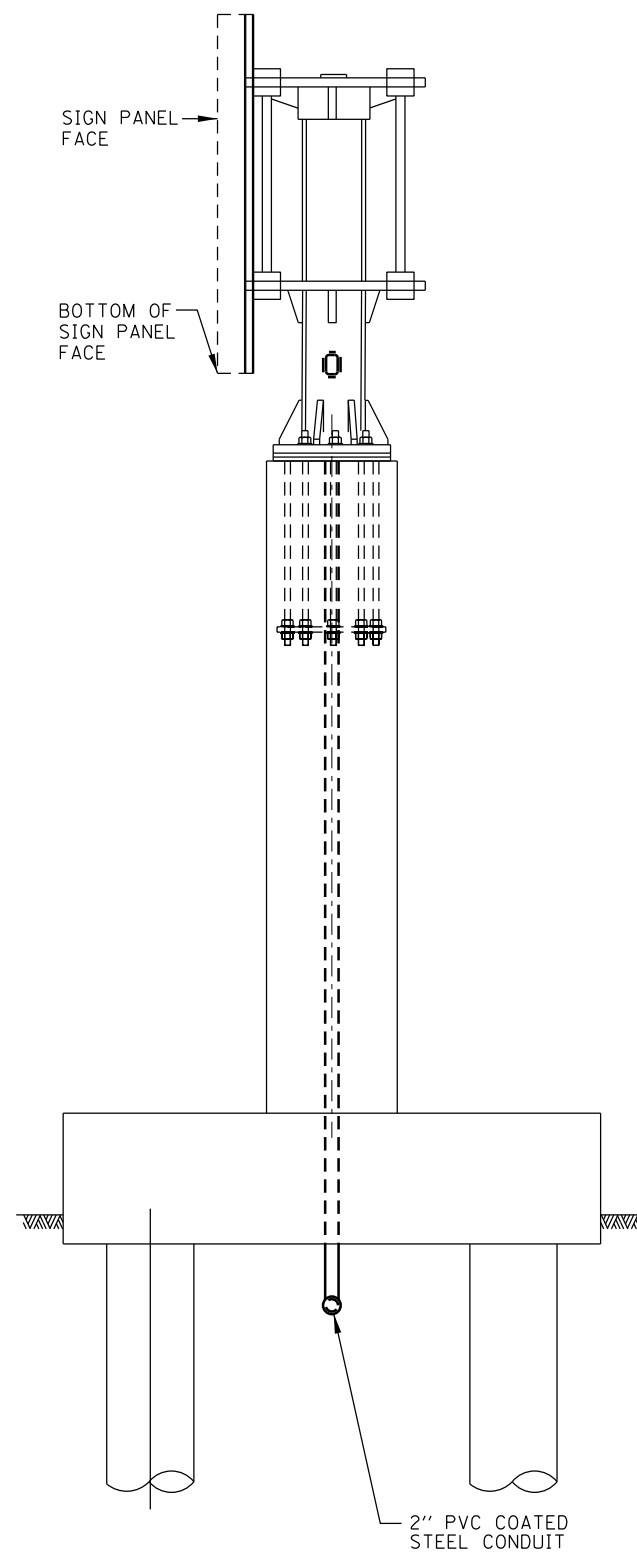 SIGN PANEL
FACE
BOTTOM OF
SIGN PANEL
FACE
2'' PVC COATED
STEEL CONDUIT